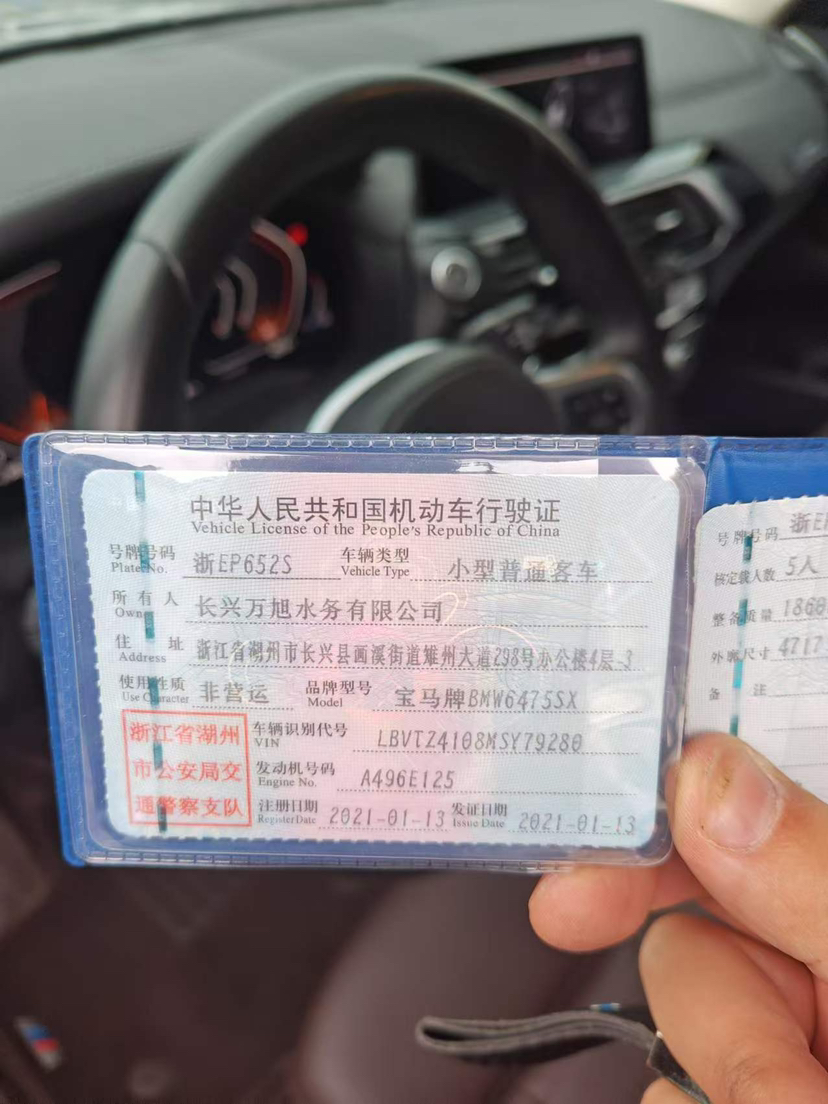 中华人民共和国机动车行驶证
Vehicle License of the People's Republic of China
号牌号码 浙EP652S 车辆类型 小型普通客车
Plate No. Vehicle Type
所有人 长兴万旭水务有限公司
Owner
住址 浙江省湖州市长兴县画溪街道雉州大道298号办公楼4层-3
Address
使用性质 非营运 品牌型号 宝马牌BMW6475SX
Use Character Model
浙江省湖州
市公安局交
通警察支队
车辆识别代号 LBVTZ4108MSY79280
VIN
发动机号码 A496E125
Engine No.
注册日期 2021-01-13 发证日期 2021-01-13
Register Date Issue Date
号牌号码 浙E
核定载人数 5人
整备质量 1860
外廓尺寸 4717
备注